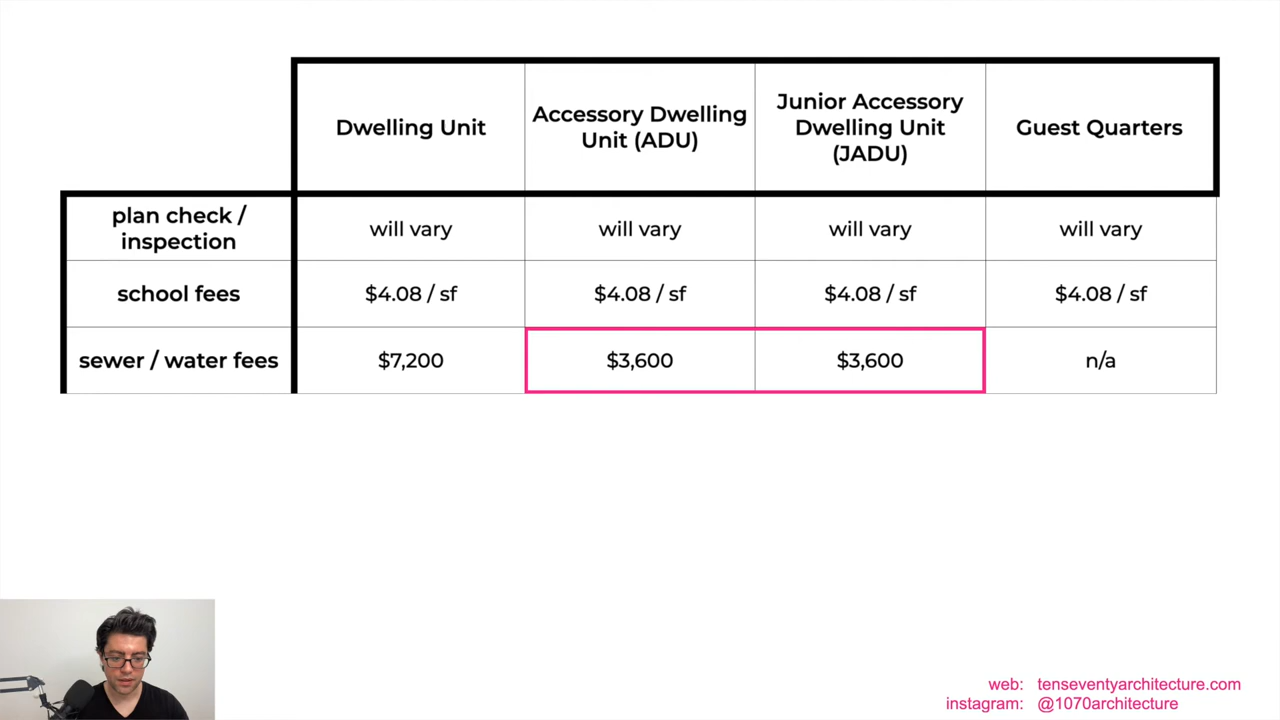 Dwelling Unit
Accessory Dwelling
Unit (ADU)
Junior Accessory
Dwelling Unit
(JADU)
Guest Quarters
plan check /
inspection
will vary
will vary
will vary
will vary
school fees
$4.08 / sf
$4.08 / sf
$4.08 / sf
$4.08 / sf
sewer / water fees
$7,200
$3,600
$3,600
n/a
web: tenseventyarchitecture.com
instagram: @1070architecture